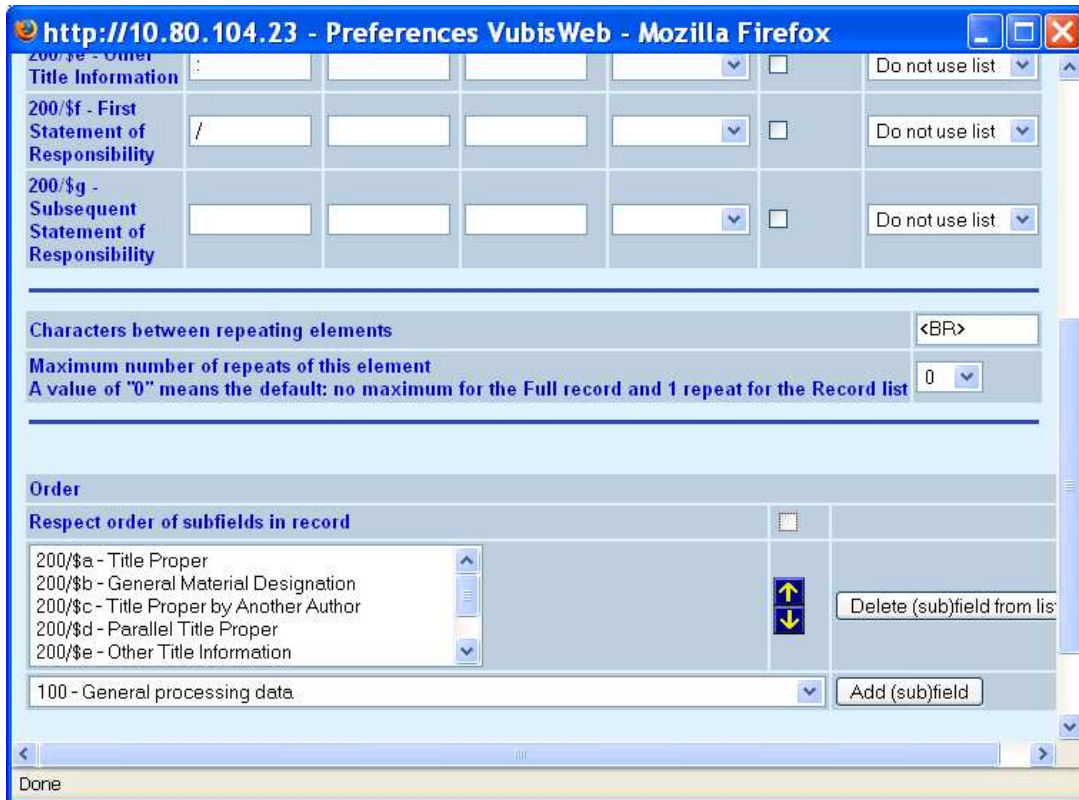 http://10.80.104.23 - Preferences VubisWeb - Mozilla Firefox
200/$e - Other
Title Information
:
Do not use list
200/$f - First
Statement of
Responsibility
/
Do not use list
200/$g -
Subsequent
Statement of
Responsibility
Do not use list
Characters between repeating elements
<BR>
Maximum number of repeats of this element
A value of "0" means the default: no maximum for the Full record and 1 repeat for the Record list
0
Order
Respect order of subfields in record
200/$a - Title Proper
200/$b - General Material Designation
200/$c - Title Proper by Another Author
200/$d - Parallel Title Proper
200/$e - Other Title Information
Delete (sub)field from lis
100 - General processing data
Add (sub)field
Done